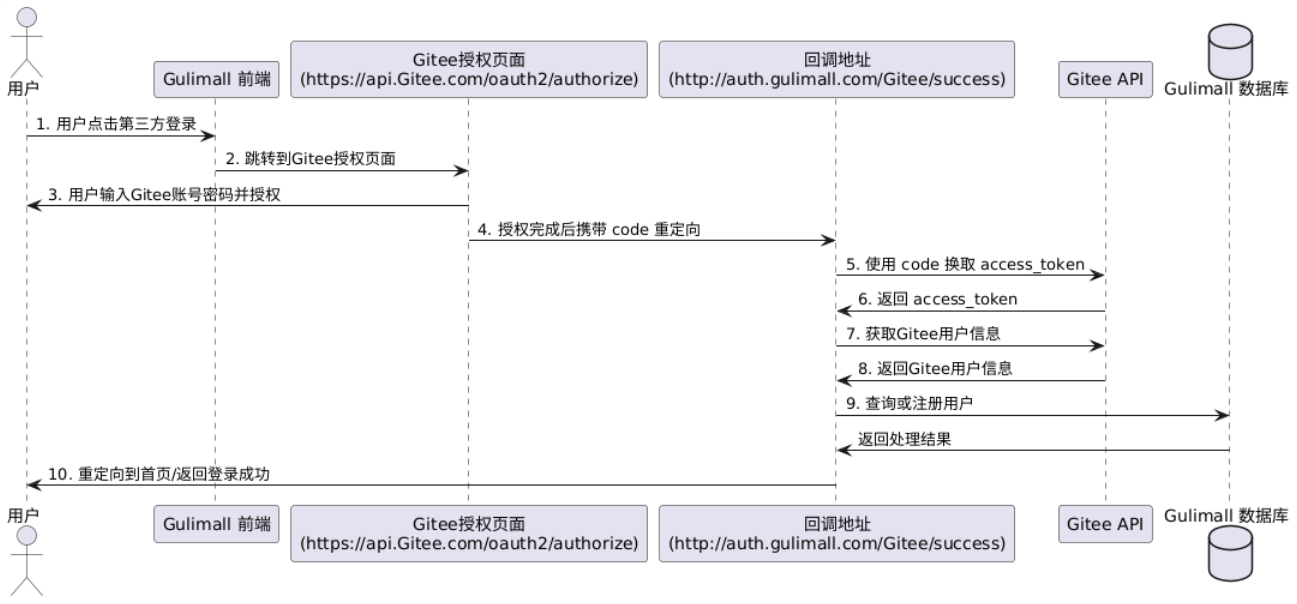 用户
Gulimall 前端
Gitee授权页面
(https://api.Gitee.com/oauth2/authorize)
回调地址
(http://auth.gulimall.com/Gitee/success)
Gitee API
Gulimall 数据库
1. 用户点击第三方登录
2. 跳转到Gitee授权页面
3. 用户输入Gitee账号密码并授权
4. 授权完成后携带 code 重定向
5. 使用 code 换取 access_token
6. 返回 access_token
7. 获取Gitee用户信息
8. 返回Gitee用户信息
9. 查询或注册用户
返回处理结果
10. 重定向到首页/返回登录成功
用户
Gulimall 前端
Gitee授权页面
(https://api.Gitee.com/oauth2/authorize)
回调地址
(http://auth.gulimall.com/Gitee/success)
Gitee API
Gulimall 数据库